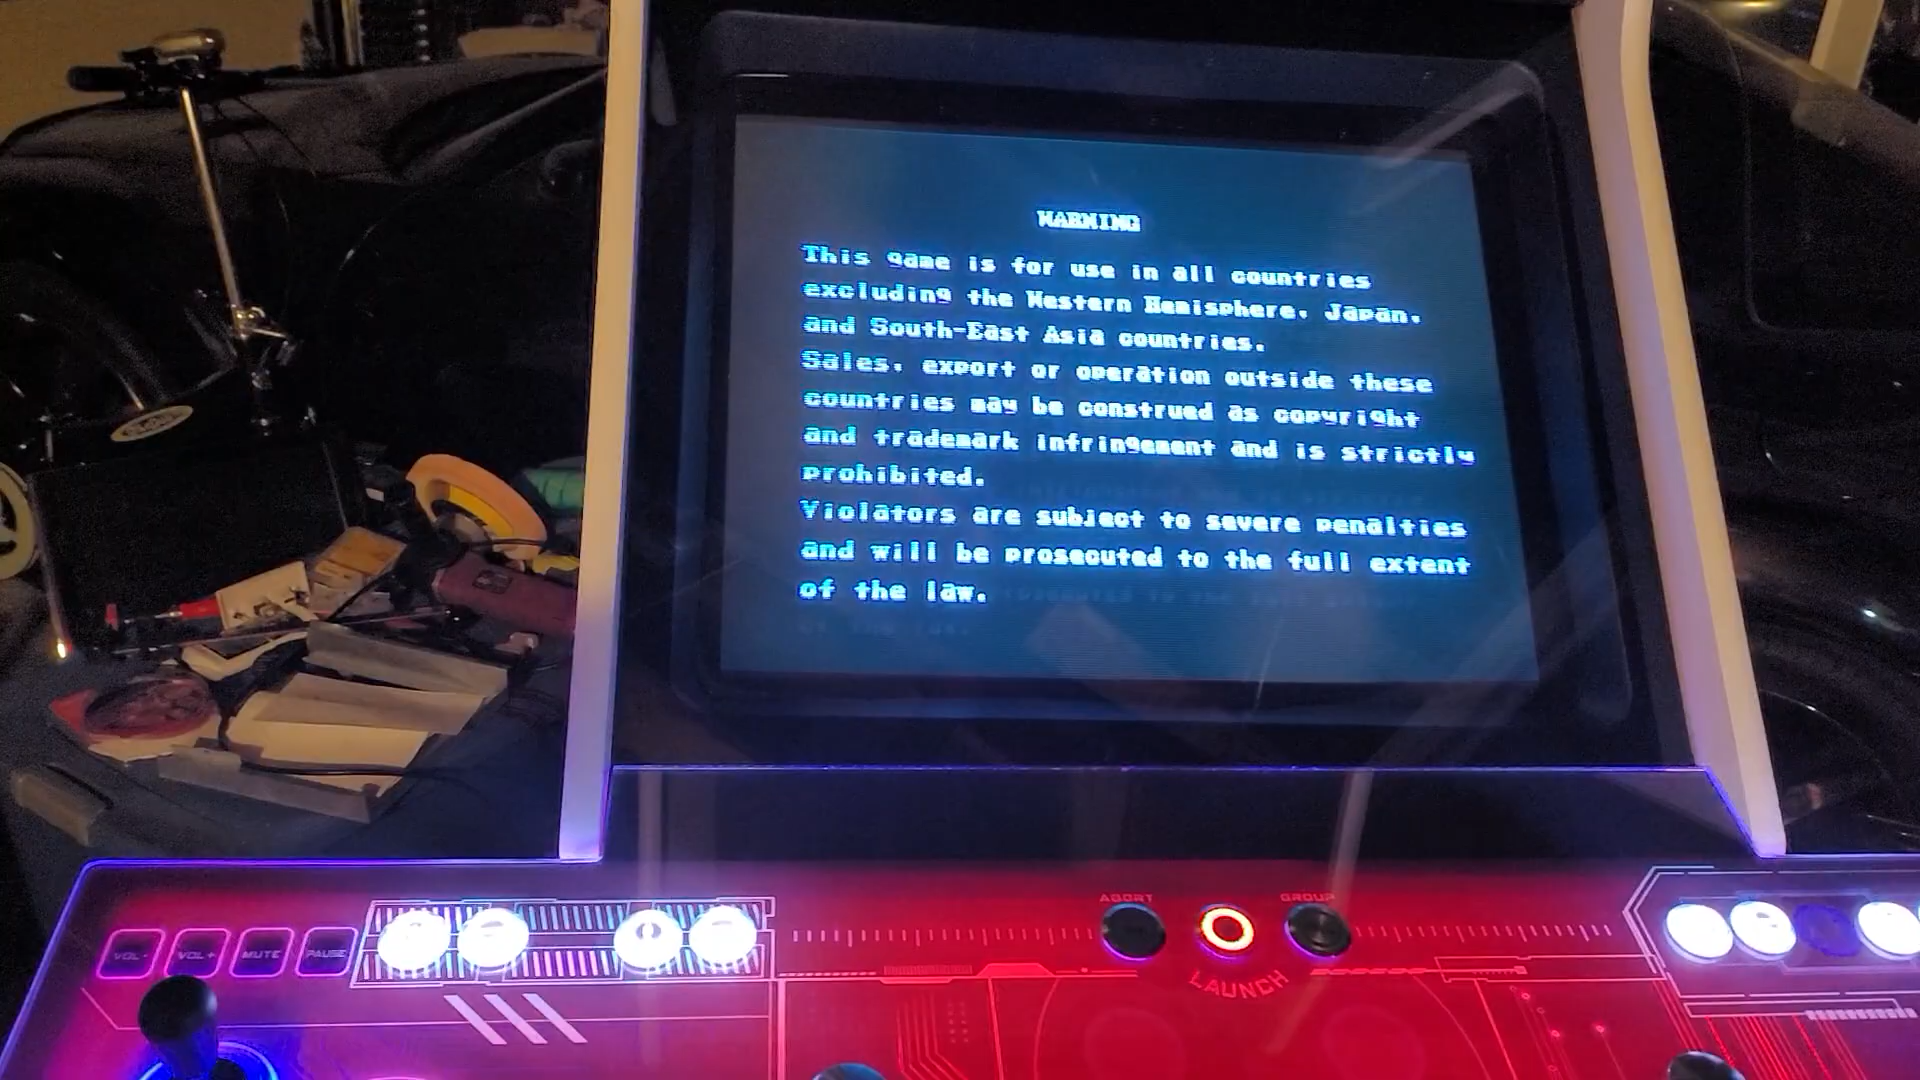 WARNING
This game is for use in all countries
excluding the Western Hemisphere, Japan,
and South-East Asia countries.
Sales, export or operation outside these
countries may be construed as copyright
and trademark infringement and is strictly
prohibited.
Violators are subject to severe penalties
and will be prosecuted to the full extent
of the law.
ABORT
GROUP
VOL-
VOL+
MUTE
PAUSE
LAUNCH